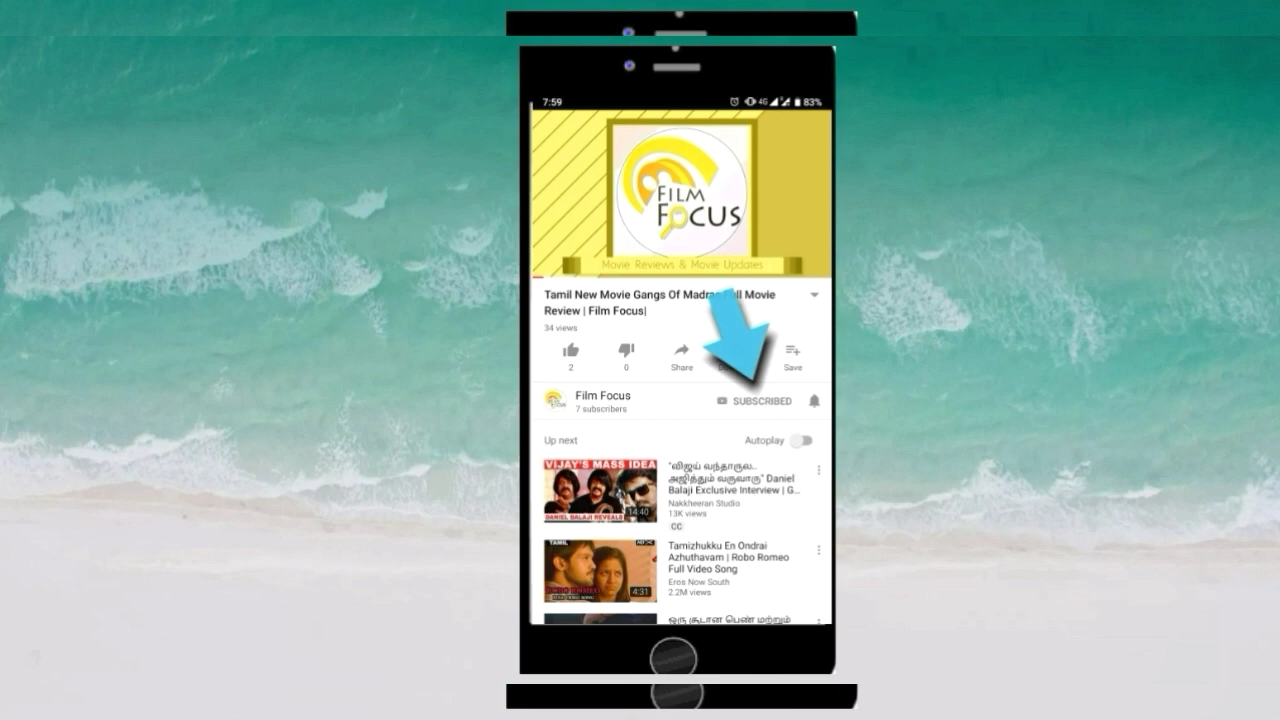 7:59
4G
83%
FILM
FOCUS
Movie Reviews & Movie Updates
Tamil New Movie Gangs Of Madras Full Movie
Review | Film Focus|
34 views
2
0
Share
Save
Film Focus
7 subscribers
SUBSCRIBED
Up next
Autoplay
VIJAY'S MASS IDEA
DANIEL BALAJI REVEALS
14:40
"விஜய் வந்தாருல..
அஜித்தும் வருவாரு" Daniel
Balaji Exclusive Interview | G...
Nakkheeran Studio
13K views
CC
TAMIL
4:31
Tamizhukku En Ondrai
Azhuthavam | Robo Romeo
Full Video Song
Eros Now South
2.2M views
ஒரு சூடான பெண் மற்றும்